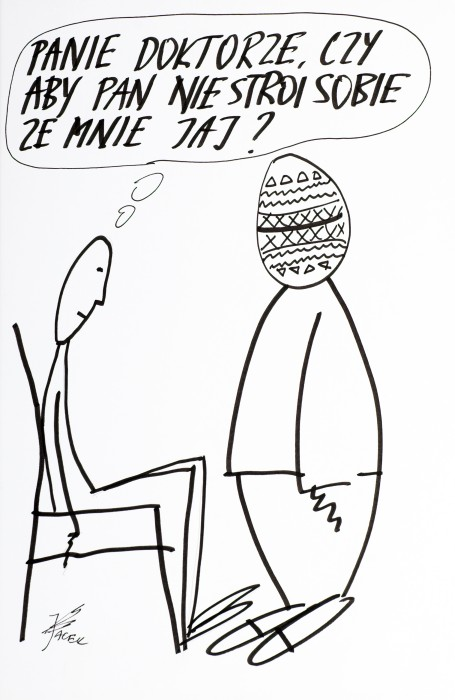 PANIE DOKTORZE, CZY
ABY PAN NIE STROI SOBIE
ZE MNIE JAJ?
JACEK